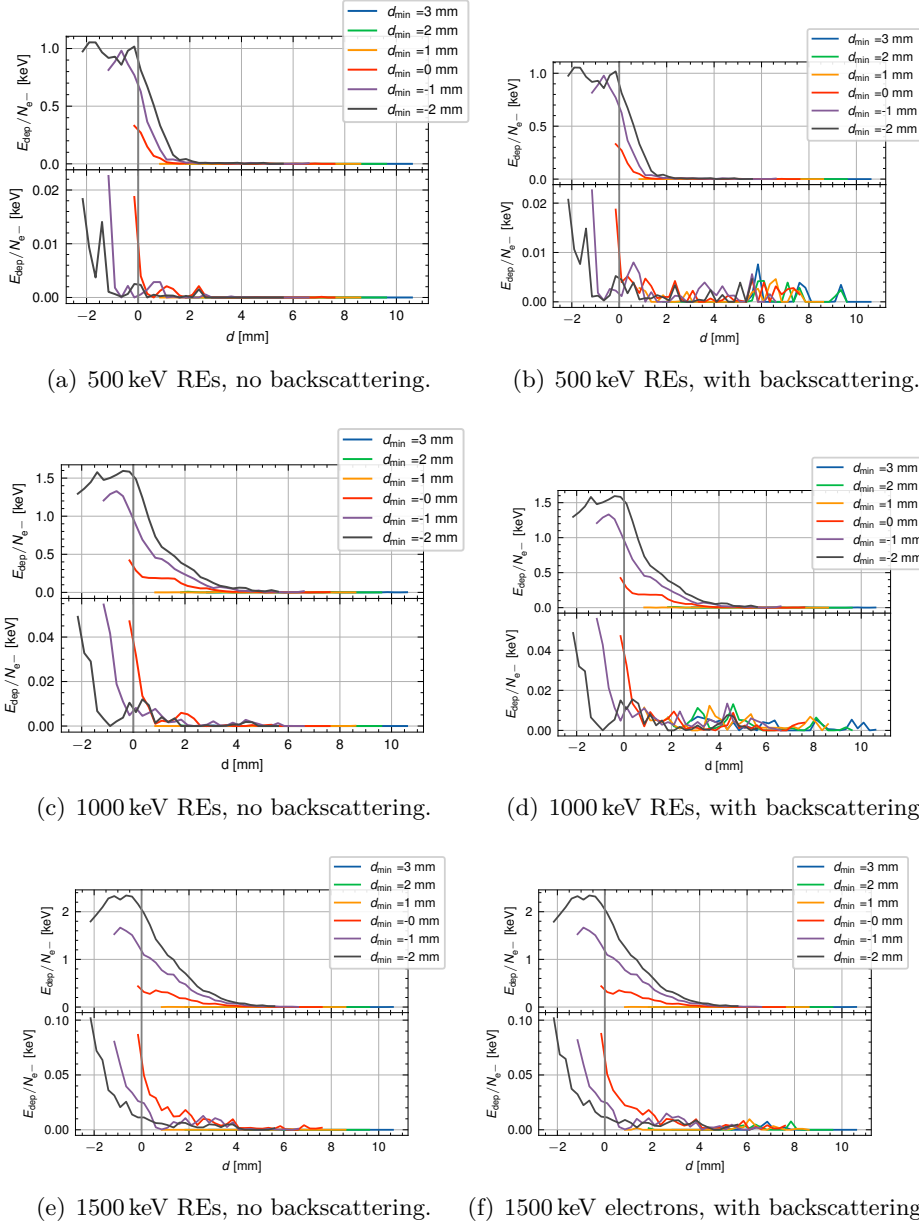 d_min =3 mm
d_min =2 mm
d_min =1 mm
d_min =0 mm
d_min =-1 mm
d_min =-2 mm
1.0
0.5
0.0
E_dep/N_e− [keV]
0.02
0.01
0.00
E_dep/N_e− [keV]
−2 0 2 4 6 8 10
d [mm]
(a) 500 keV REs, no backscattering.
d_min =3 mm
d_min =2 mm
d_min =1 mm
d_min =0 mm
d_min =-1 mm
d_min =-2 mm
1.0
0.5
0.0
E_dep/N_e− [keV]
0.02
0.01
0.00
E_dep/N_e− [keV]
−2 0 2 4 6 8 10
d [mm]
(b) 500 keV REs, with backscattering.
d_min =3 mm
d_min =2 mm
d_min =1 mm
d_min =-0 mm
d_min =-1 mm
d_min =-2 mm
1.5
1.0
0.5
0.0
E_dep/N_e− [keV]
0.04
0.02
0.00
E_dep/N_e− [keV]
−2 0 2 4 6 8 10
d [mm]
(c) 1000 keV REs, no backscattering.
d_min =3 mm
d_min =2 mm
d_min =1 mm
d_min =0 mm
d_min =-1 mm
d_min =-2 mm
1.5
1.0
0.5
0.0
E_dep/N_e− [keV]
0.04
0.02
0.00
E_dep/N_e− [keV]
−2 0 2 4 6 8 10
d [mm]
(d) 1000 keV REs, with backscattering
d_min =3 mm
d_min =2 mm
d_min =1 mm
d_min =-0 mm
d_min =-1 mm
d_min =-2 mm
2
1
0
E_dep/N_e− [keV]
0.10
0.05
0.00
E_dep/N_e− [keV]
−2 0 2 4 6 8 10
d [mm]
(e) 1500 keV REs, no backscattering.
d_min =3 mm
d_min =2 mm
d_min =1 mm
d_min =-0 mm
d_min =-1 mm
d_min =-2 mm
2
1
0
E_dep/N_e− [keV]
0.10
0.05
0.00
E_dep/N_e− [keV]
−2 0 2 4 6 8 10
d [mm]
(f) 1500 keV electrons, with backscattering